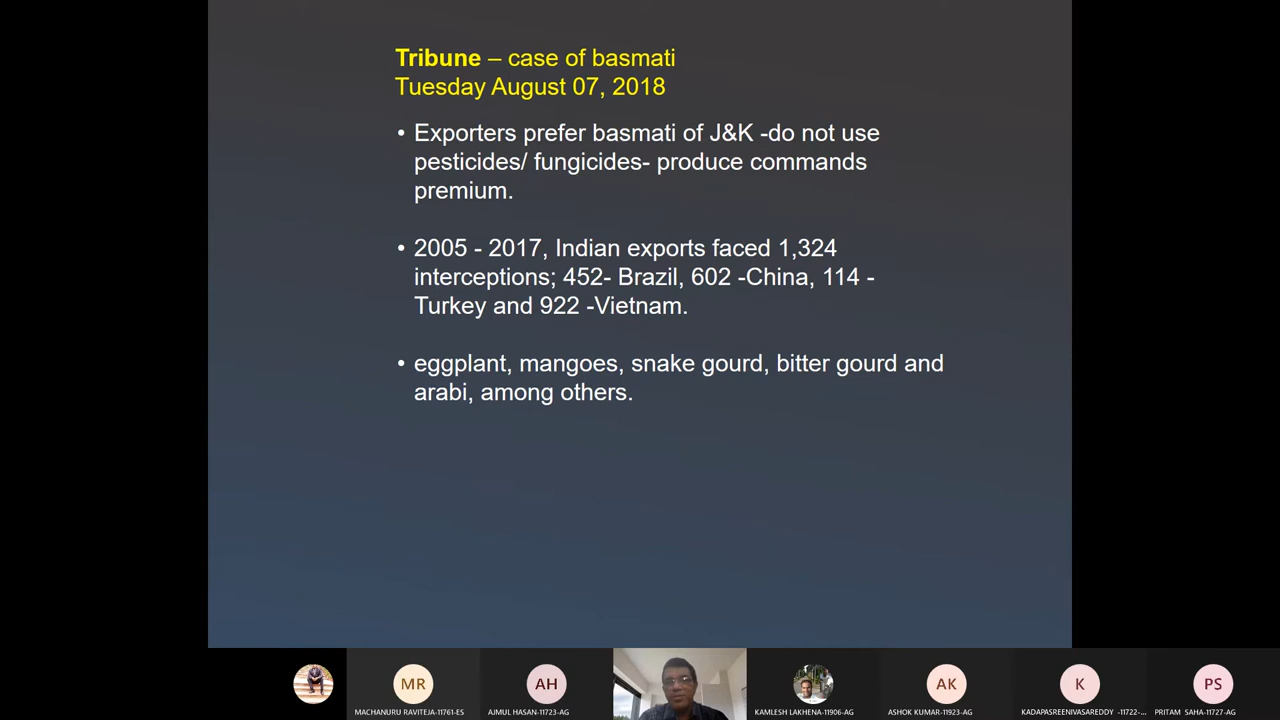 Tribune – case of basmati
Tuesday August 07, 2018
• Exporters prefer basmati of J&K -do not use
pesticides/ fungicides- produce commands
premium.
• 2005 - 2017, Indian exports faced 1,324
interceptions; 452- Brazil, 602 -China, 114 -
Turkey and 922 -Vietnam.
• eggplant, mangoes, snake gourd, bitter gourd and
arabi, among others.
MR
AH
AK
K
PS
MACHANURU RAVITEJA-11761-ES
AJMUL HASAN-11723-AG
KAMLESH LAKHENA-11906-AG
ASHOK KUMAR-11923-AG
KADAPASREENIVASAREDDY -11722-...
PRITAM SAHA-11727-AG